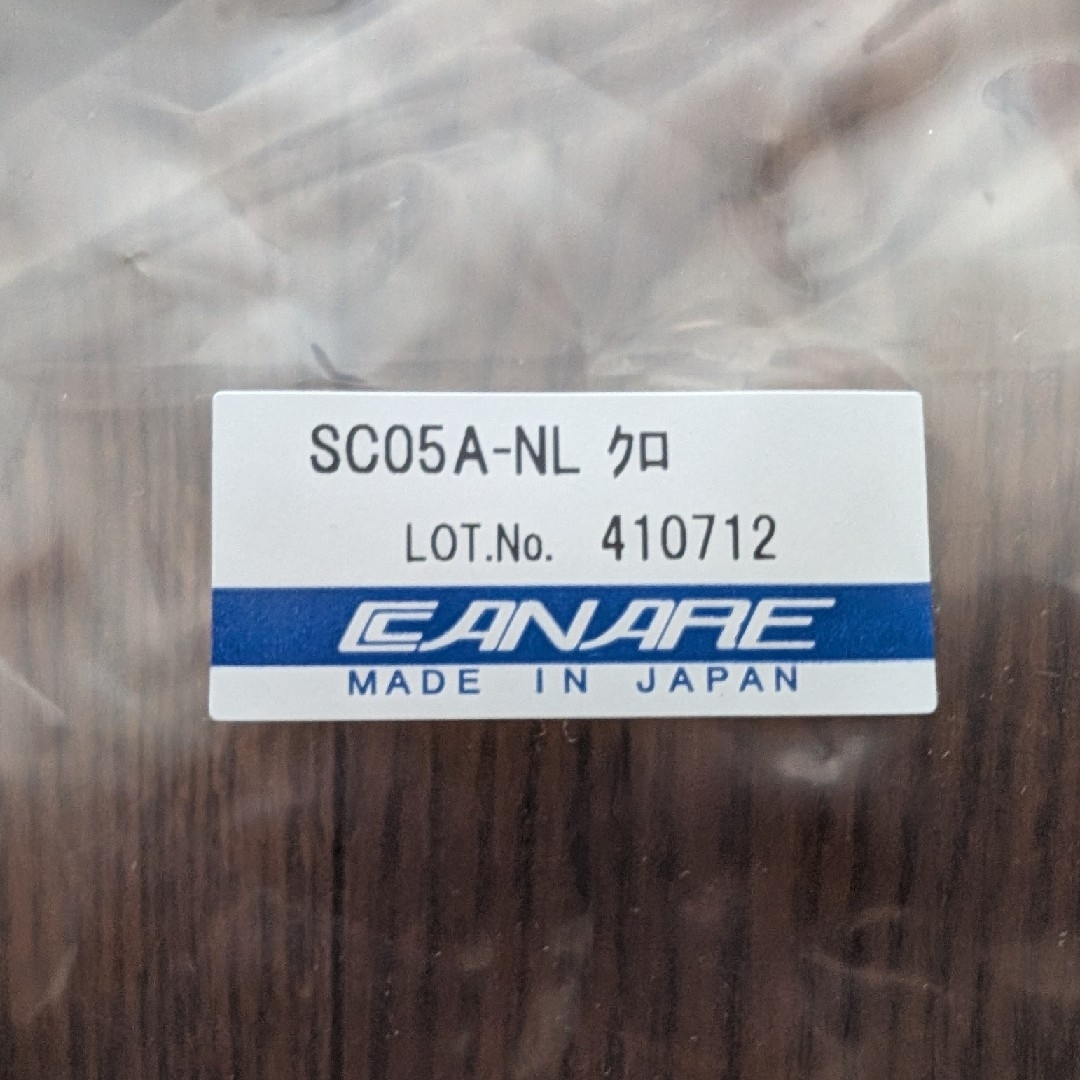 SC05A-NL ｸﾛ
LOT.No. 410712
CANARE
MADE IN JAPAN